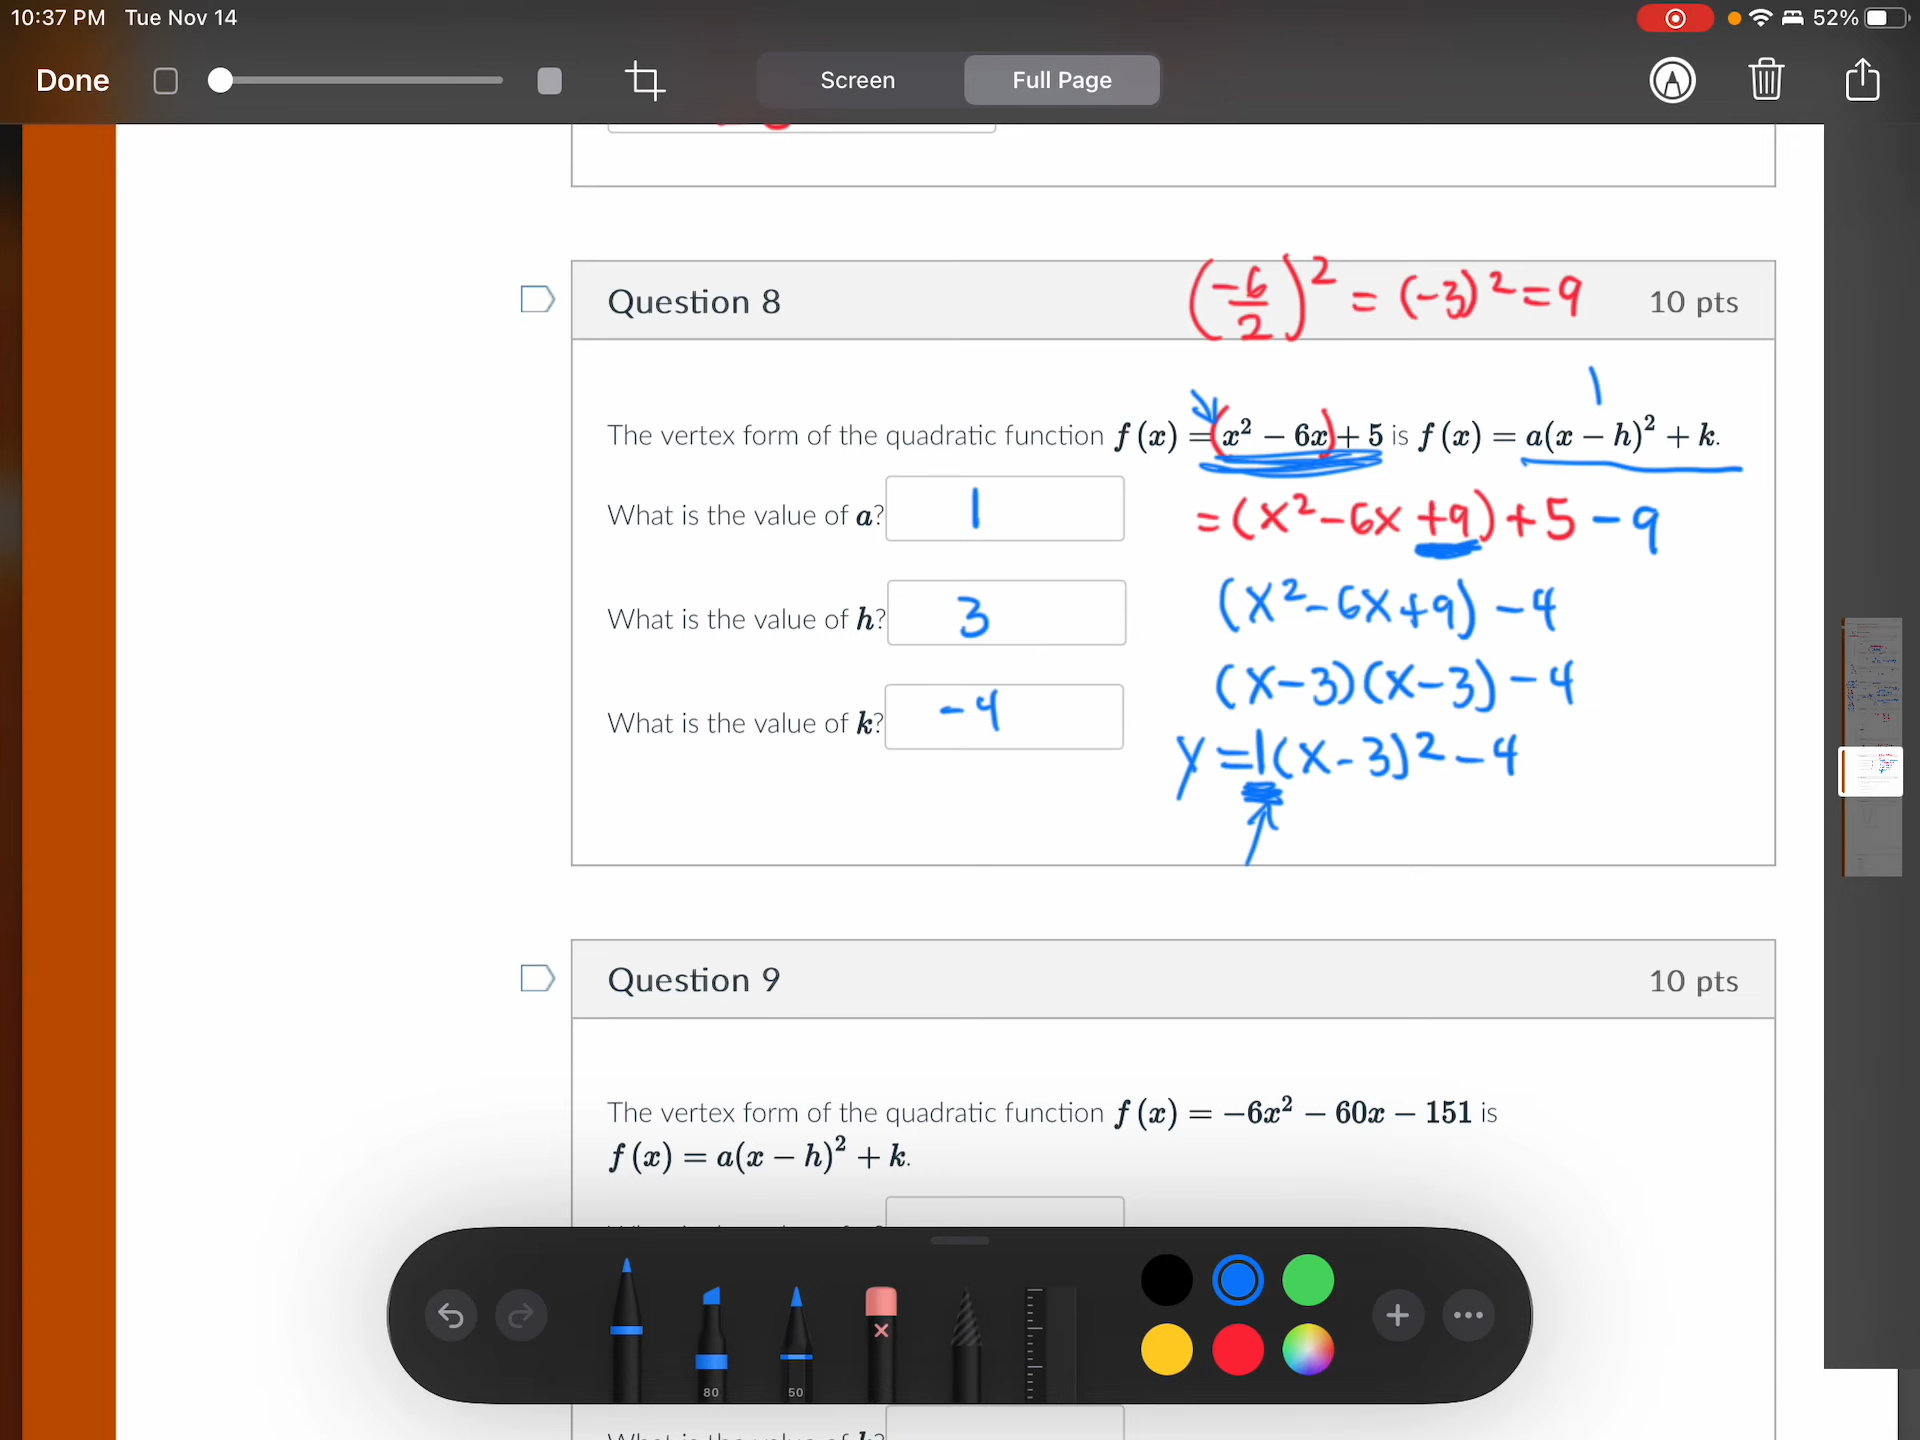 10:37 PM Tue Nov 14
52%
Done
Screen
Full Page
Question 8
(-6/2)² = (-3)² = 9
10 pts
1
The vertex form of the quadratic function f (x) = (x² − 6x) + 5 is f (x) = a(x − h)² + k.
What is the value of a? 1
= (x² - 6x + 9) + 5 - 9
What is the value of h? 3
(x² - 6x + 9) - 4
(x - 3)(x - 3) - 4
What is the value of k? -4
y = 1(x - 3)² - 4
Question 9
10 pts
The vertex form of the quadratic function f (x) = −6x² − 60x − 151 is
f (x) = a(x − h)² + k.
80
50